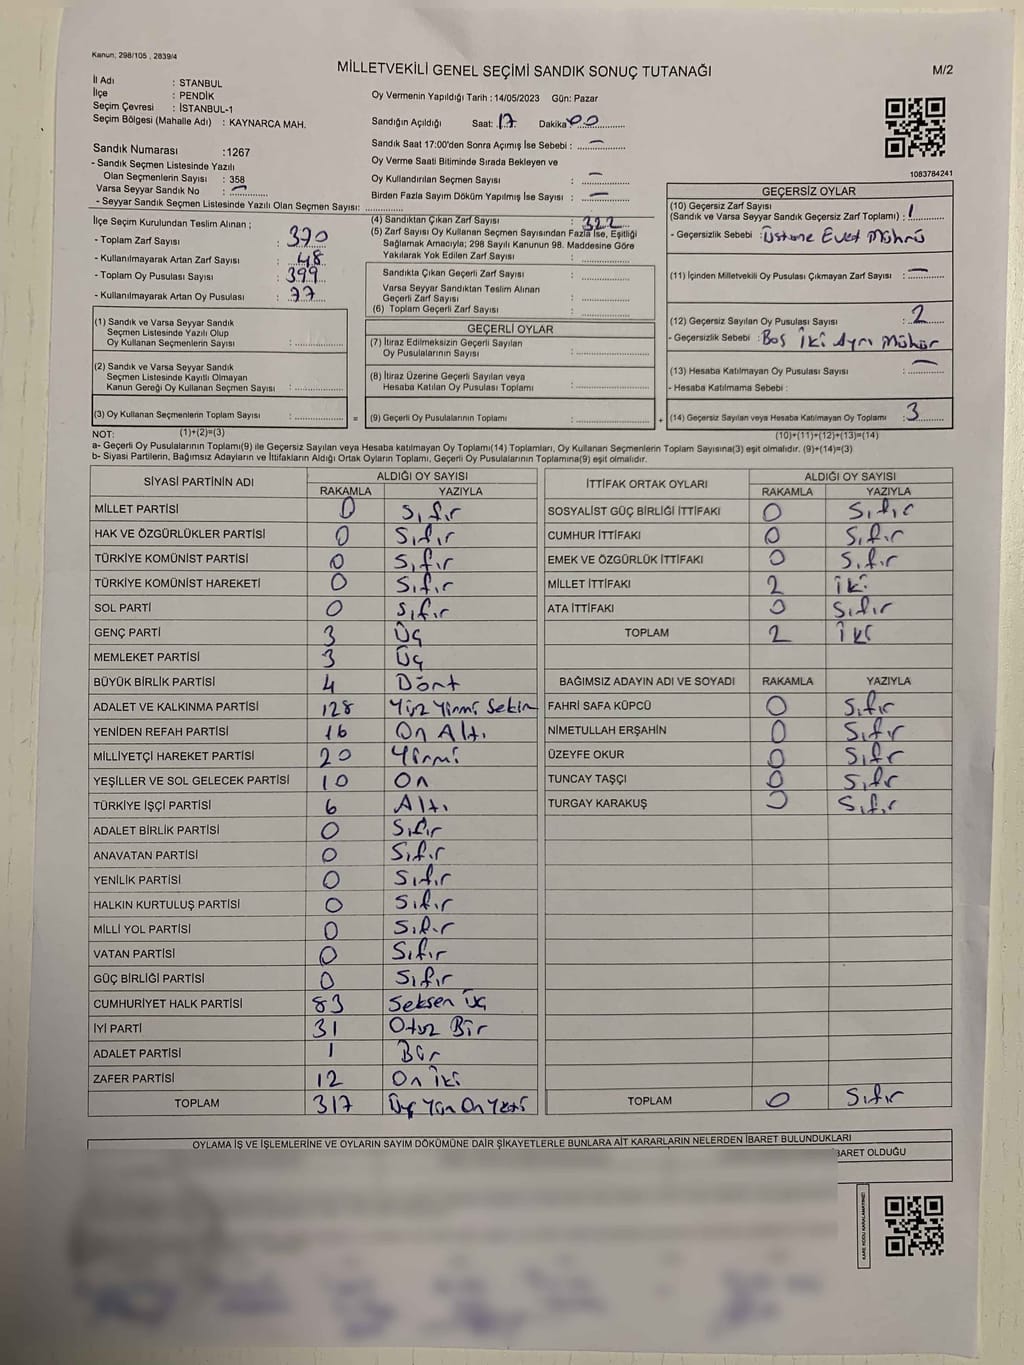 Kanun; 298/105 , 2839/4
MİLLETVEKİLİ GENEL SEÇİMİ SANDIK SONUÇ TUTANAĞI
M/2
İl Adı : STANBUL
İlçe : PENDİK
Seçim Çevresi : İSTANBUL-1
Seçim Bölgesi (Mahalle Adı) : KAYNARCA MAH.
Sandık Numarası :1267
- Sandık Seçmen Listesinde Yazılı
Olan Seçmenlerin Sayısı : 358
Varsa Seyyar Sandık No : —
- Seyyar Sandık Seçmen Listesinde Yazılı Olan Seçmen Sayısı:
Oy Vermenin Yapıldığı Tarih : 14/05/2023 Gün: Pazar
Sandığın Açıldığı Saat: 17 Dakika 00
Sandık Saat 17:00'den Sonra Açımış İse Sebebi : —
Oy Verme Saati Bitiminde Sırada Bekleyen ve
Oy Kullandırılan Seçmen Sayısı : —
Birden Fazla Sayım Döküm Yapılmış İse Sayısı : —
1083784241
İlçe Seçim Kurulundan Teslim Alınan ;
- Toplam Zarf Sayısı : 370
- Kullanılmayarak Artan Zarf Sayısı : 48
- Toplam Oy Pusulası Sayısı : 399
- Kullanılmayarak Artan Oy Pusulası : 77
(4) Sandıktan Çıkan Zarf Sayısı : 322
(5) Zarf Sayısı Oy Kullanan Seçmen Sayısından Fazla İse, Eşitliği
Sağlamak Amacıyla; 298 Sayılı Kanunun 98. Maddesine Göre
Yakılarak Yok Edilen Zarf Sayısı :
Sandıkta Çıkan Geçerli Zarf Sayısı :
Varsa Seyyar Sandıktan Teslim Alınan
Geçerli Zarf Sayısı :
(6) Toplam Geçerli Zarf Sayısı :
GEÇERSİZ OYLAR
(10) Geçersiz Zarf Sayısı
(Sandık ve Varsa Seyyar Sandık Geçersiz Zarf Toplamı) : 1
- Geçersizlik Sebebi : Üstüne Evet Mührü
(11) İçinden Milletvekili Oy Pusulası Çıkmayan Zarf Sayısı : —
(12) Geçersiz Sayılan Oy Pusulası Sayısı : 2
- Geçersizlik Sebebi : Boş İki Ayrı Mühür
(13) Hesaba Katılmayan Oy Pusulası Sayısı : —
- Hesaba Katılmama Sebebi :
(14) Geçersiz Sayılan veya Hesaba Katılmayan Oy Toplamı : 3
(10)+(11)+(12)+(13)=(14)
(1) Sandık ve Varsa Seyyar Sandık
Seçmen Listesinde Yazılı Olup
Oy Kullanan Seçmenlerin Sayısı :
(2) Sandık ve Varsa Seyyar Sandık
Seçmen Listesinde Kayıtlı Olmayan
Kanun Gereği Oy Kullanan Seçmen Sayısı :
(3) Oy Kullanan Seçmenlerin Toplam Sayısı : =
(1)+(2)=(3)
GEÇERLİ OYLAR
(7) İtiraz Edilmeksizin Geçerli Sayılan
Oy Pusulalarının Sayısı :
(8) İtiraz Üzerine Geçerli Sayılan veya
Hesaba Katılan Oy Pusulası Toplamı :
(9) Geçerli Oy Pusulalarının Toplamı : +
NOT:
a- Geçerli Oy Pusulalarının Toplamı(9) ile Geçersiz Sayılan veya Hesaba katılmayan Oy Toplamı(14) Toplamları, Oy Kullanan Seçmenlerin Toplam Sayısına(3) eşit olmalıdır. (9)+(14)=(3)
b- Siyasi Partilerin, Bağımsız Adayların ve İttifakların Aldığı Ortak Oyların Toplamı, Geçerli Oy Pusulalarının Toplamına(9) eşit olmalıdır.
SİYASİ PARTİNİN ADI ALDIĞI OY SAYISI
RAKAMLA YAZIYLA
MİLLET PARTİSİ 0 Sıfır
HAK VE ÖZGÜRLÜKLER PARTİSİ 0 Sıfır
TÜRKİYE KOMÜNİST PARTİSİ 0 Sıfır
TÜRKİYE KOMÜNİST HAREKETİ 0 Sıfır
SOL PARTİ 0 Sıfır
GENÇ PARTİ 3 Üç
MEMLEKET PARTİSİ 3 Üç
BÜYÜK BİRLİK PARTİSİ 4 Dört
ADALET VE KALKINMA PARTİSİ 128 Yüz Yirmi Sekiz
YENİDEN REFAH PARTİSİ 16 On Altı
MİLLİYETÇİ HAREKET PARTİSİ 20 Yirmi
YEŞİLLER VE SOL GELECEK PARTİSİ 10 On
TÜRKİYE İŞÇİ PARTİSİ 6 Altı
ADALET BİRLİK PARTİSİ 0 Sıfır
ANAVATAN PARTİSİ 0 Sıfır
YENİLİK PARTİSİ 0 Sıfır
HALKIN KURTULUŞ PARTİSİ 0 Sıfır
MİLLİ YOL PARTİSİ 0 Sıfır
VATAN PARTİSİ 0 Sıfır
GÜÇ BİRLİĞİ PARTİSİ 0 Sıfır
CUMHURİYET HALK PARTİSİ 83 Seksen Üç
İYİ PARTİ 31 Otuz Bir
ADALET PARTİSİ 1 Bir
ZAFER PARTİSİ 12 On İki
TOPLAM 317 Üç Yüz On Yedi
İTTİFAK ORTAK OYLARI ALDIĞI OY SAYISI
RAKAMLA YAZIYLA
SOSYALİST GÜÇ BİRLİĞİ İTTİFAKI 0 Sıfır
CUMHUR İTTİFAKI 0 Sıfır
EMEK VE ÖZGÜRLÜK İTTİFAKI 0 Sıfır
MİLLET İTTİFAKI 2 İki
ATA İTTİFAKI 0 Sıfır
TOPLAM 2 İki
BAĞIMSIZ ADAYIN ADI VE SOYADI RAKAMLA YAZIYLA
FAHRİ SAFA KÜPCÜ 0 Sıfır
NİMETULLAH ERŞAHİN 0 Sıfır
ÜZEYFE OKUR 0 Sıfır
TUNCAY TAŞÇI 0 Sıfır
TURGAY KARAKUŞ 0 Sıfır
TOPLAM 0 Sıfır
OYLAMA İŞ VE İŞLEMLERİNE VE OYLARIN SAYIM DÖKÜMÜNE DAİR ŞİKAYETLERLE BUNLARA AİT KARARLARIN NELERDEN İBARET BULUNDUKLARI
BARET OLDUĞU
KARE KODU KARALAMAYINIZ!